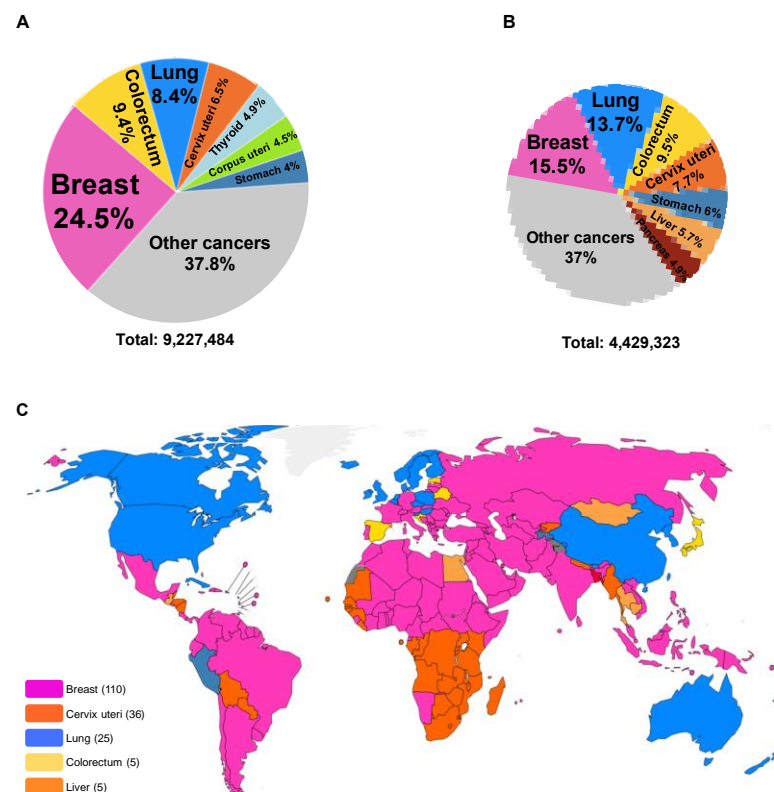 A
B
Lung
8.4%
Colorectum
9.4%
Cervix uteri 6.5%
Thyroid 4.9%
Corpus uteri 4.5%
Stomach 4%
Breast
24.5%
Other cancers
37.8%
Total: 9,227,484
Lung
13.7%
Colorectum
9.5%
Breast
15.5%
Cervix uteri
7.7%
Stomach 6%
Liver 5.7%
Pancreas 4.9%
Other cancers
37%
Total: 4,429,323
C
Breast (110)
Cervix uteri (36)
Lung (25)
Colorectum (5)
Liver (5)